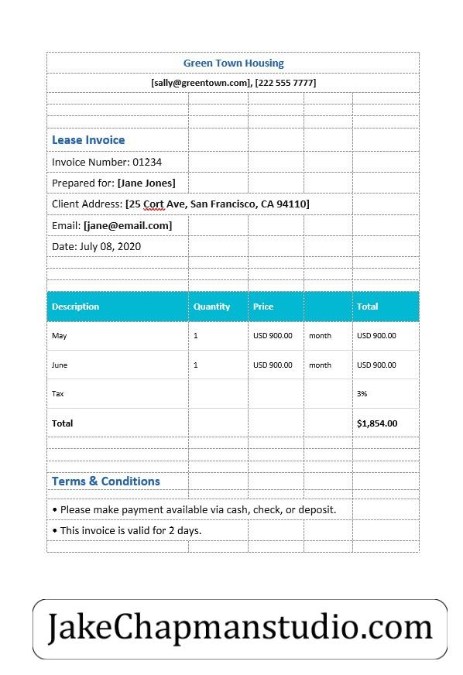 Green Town Housing
[sally@greentown.com], [222 555 7777]
Lease Invoice
Invoice Number: 01234
Prepared for: [Jane Jones]
Client Address: [25 Cort Ave, San Francisco, CA 94110]
Email: [jane@email.com]
Date: July 08, 2020
Description Quantity Price Total
May 1 USD 900.00 month USD 900.00
June 1 USD 900.00 month USD 900.00
Tax 3%
Total $1,854.00
Terms & Conditions
• Please make payment available via cash, check, or deposit.
• This invoice is valid for 2 days.
JakeChapmanstudio.com